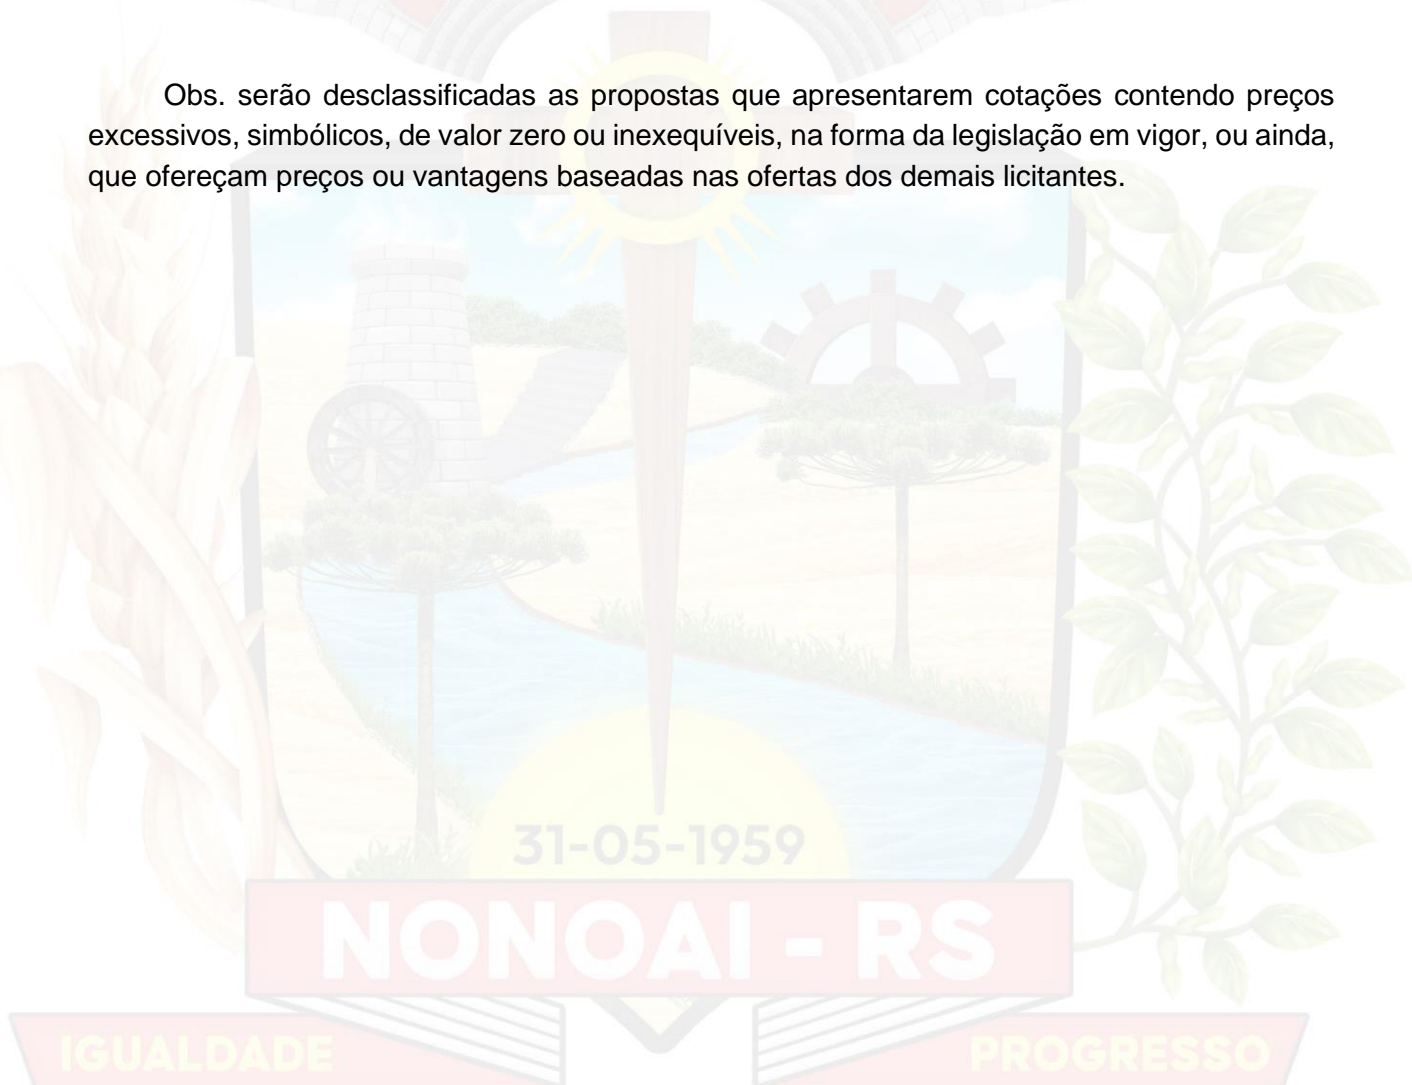 Obs. serão desclassificadas as propostas que apresentarem cotações contendo preços
excessivos, simbólicos, de valor zero ou inexequíveis, na forma da legislação em vigor, ou ainda,
que ofereçam preços ou vantagens baseadas nas ofertas dos demais licitantes.
31-05-1959
NONOAI - RS
IGUALDADE
PROGRESSO